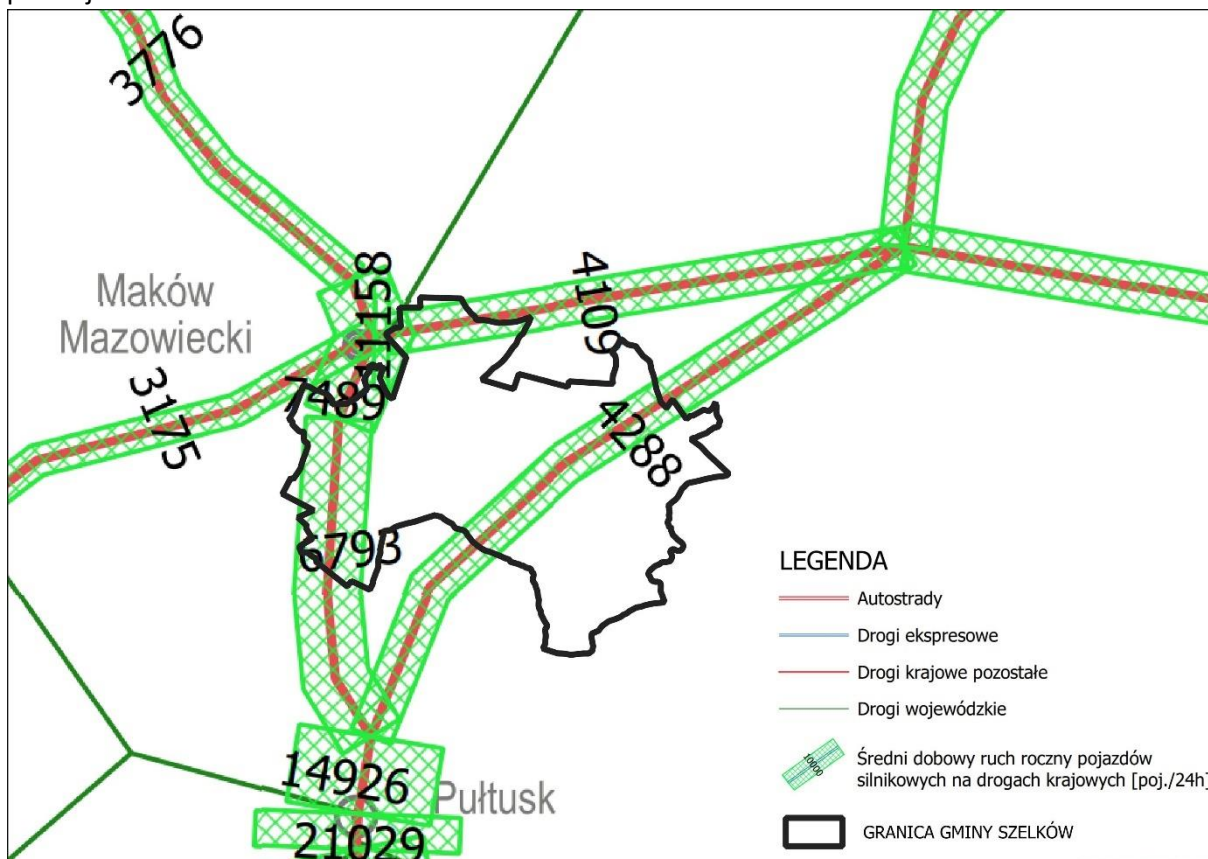 3776
11158
4109
Maków
Mazowiecki
7489
3175
4288
6793
14926
Pułtusk
21029
LEGENDA
Autostrady
Drogi ekspresowe
Drogi krajowe pozostałe
Drogi wojewódzkie
10000
Średni dobowy ruch roczny pojazdów
silnikowych na drogach krajowych [poj./24h]
GRANICA GMINY SZELKÓW